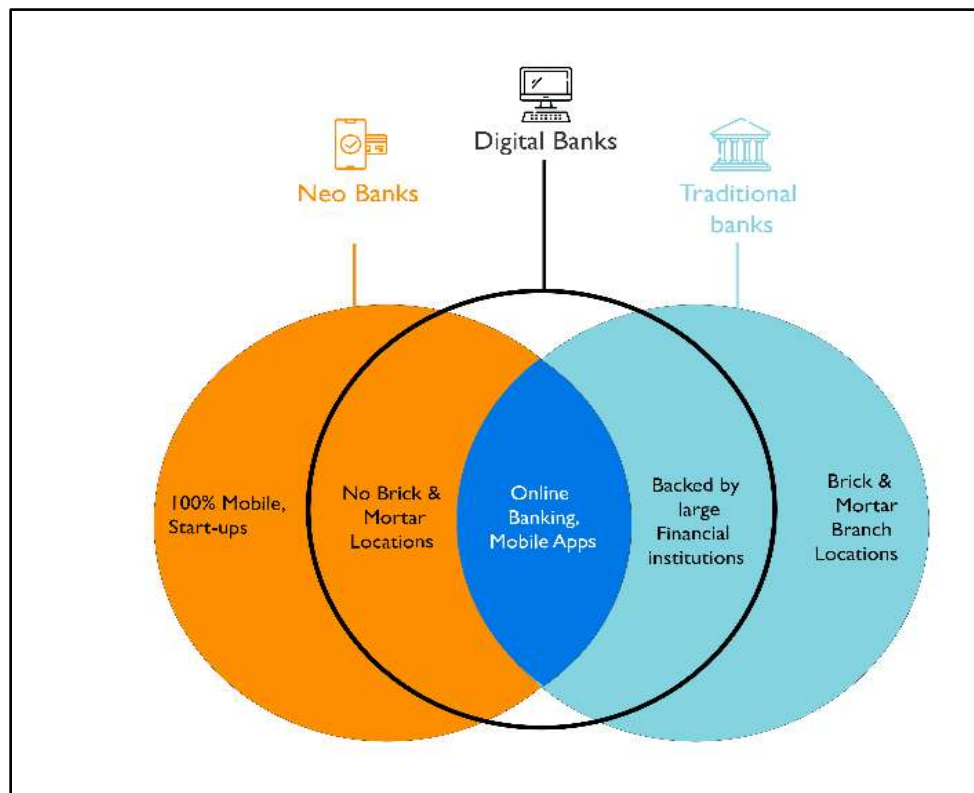 Digital Banks
Neo Banks
Traditional
banks
100% Mobile,
Start-ups
No Brick &
Mortar
Locations
Online
Banking,
Mobile Apps
Backed by
large
Financial
institutions
Brick &
Mortar
Branch
Locations